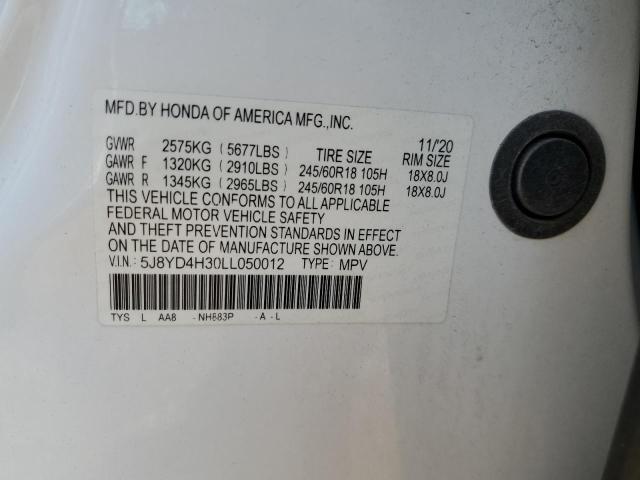 MFD.BY HONDA OF AMERICA MFG.,INC.
11/'20
GVWR 2575KG ( 5677LBS ) TIRE SIZE RIM SIZE
GAWR F 1320KG ( 2910LBS ) 245/60R18 105H 18X8.0J
GAWR R 1345KG ( 2965LBS ) 245/60R18 105H 18X8.0J
THIS VEHICLE CONFORMS TO ALL APPLICABLE
FEDERAL MOTOR VEHICLE SAFETY
AND THEFT PREVENTION STANDARDS IN EFFECT
ON THE DATE OF MANUFACTURE SHOWN ABOVE.
V.I.N.: 5J8YD4H30LL050012 TYPE: MPV
TYS L AA8 -NH883P -A-L